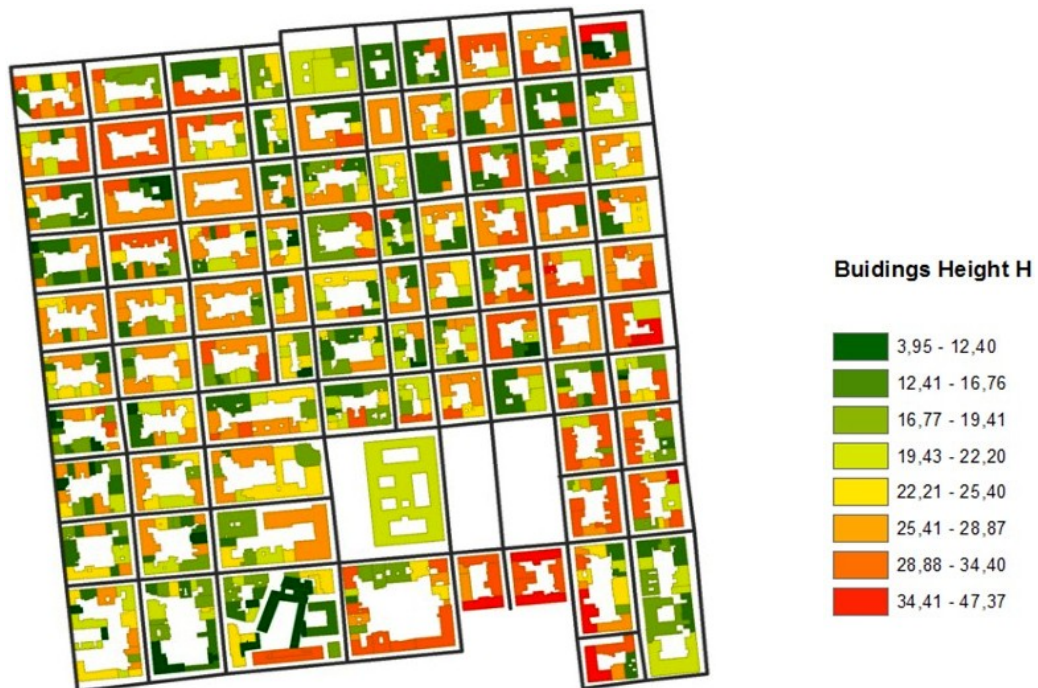 Buidings Height H
3,95 - 12,40
12,41 - 16,76
16,77 - 19,41
19,43 - 22,20
22,21 - 25,40
25,41 - 28,87
28,88 - 34,40
34,41 - 47,37